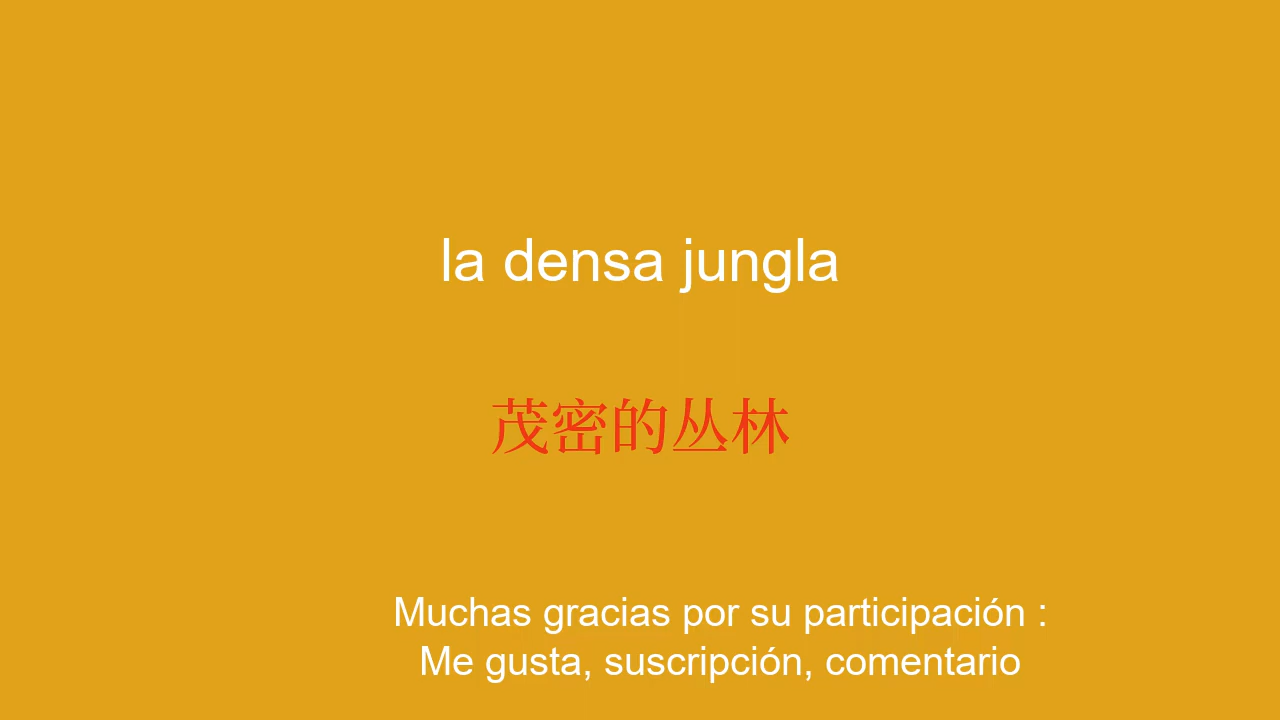 la densa jungla
茂密的丛林
Muchas gracias por su participación :
Me gusta, suscripción, comentario